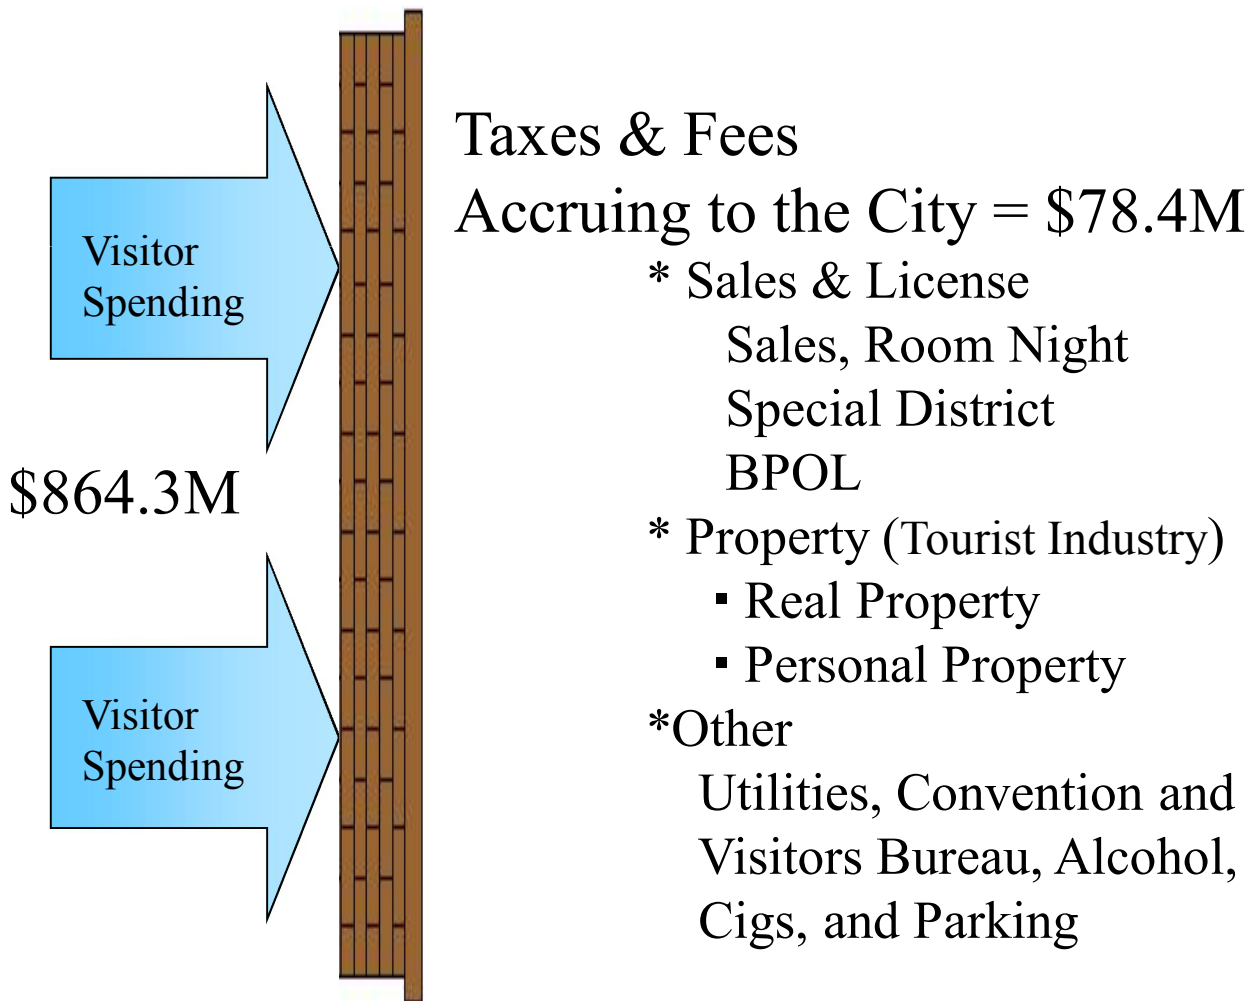 Visitor
Spending
$864.3M
Visitor
Spending
Taxes & Fees
Accruing to the City = $78.4M
* Sales & License
Sales, Room Night
Special District
BPOL
* Property (Tourist Industry)
▪ Real Property
▪ Personal Property
*Other
Utilities, Convention and
Visitors Bureau, Alcohol,
Cigs, and Parking